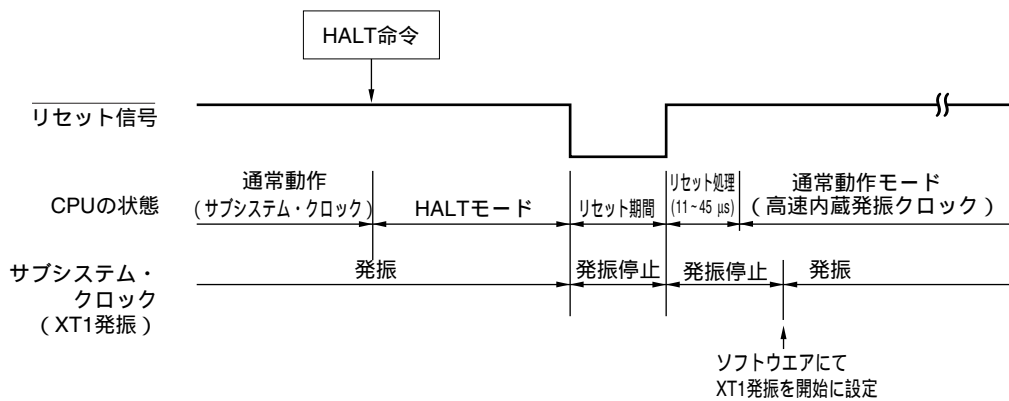 HALT命令
リセット信号
CPUの状態
通常動作
(サブシステム・クロック)
HALTモード
リセット期間
リセット処理
(11~45 μs)
通常動作モード
(高速内蔵発振クロック)
サブシステム・
クロック
(XT1発振)
発振
発振停止
発振停止
発振
ソフトウエアにて
XT1発振を開始に設定